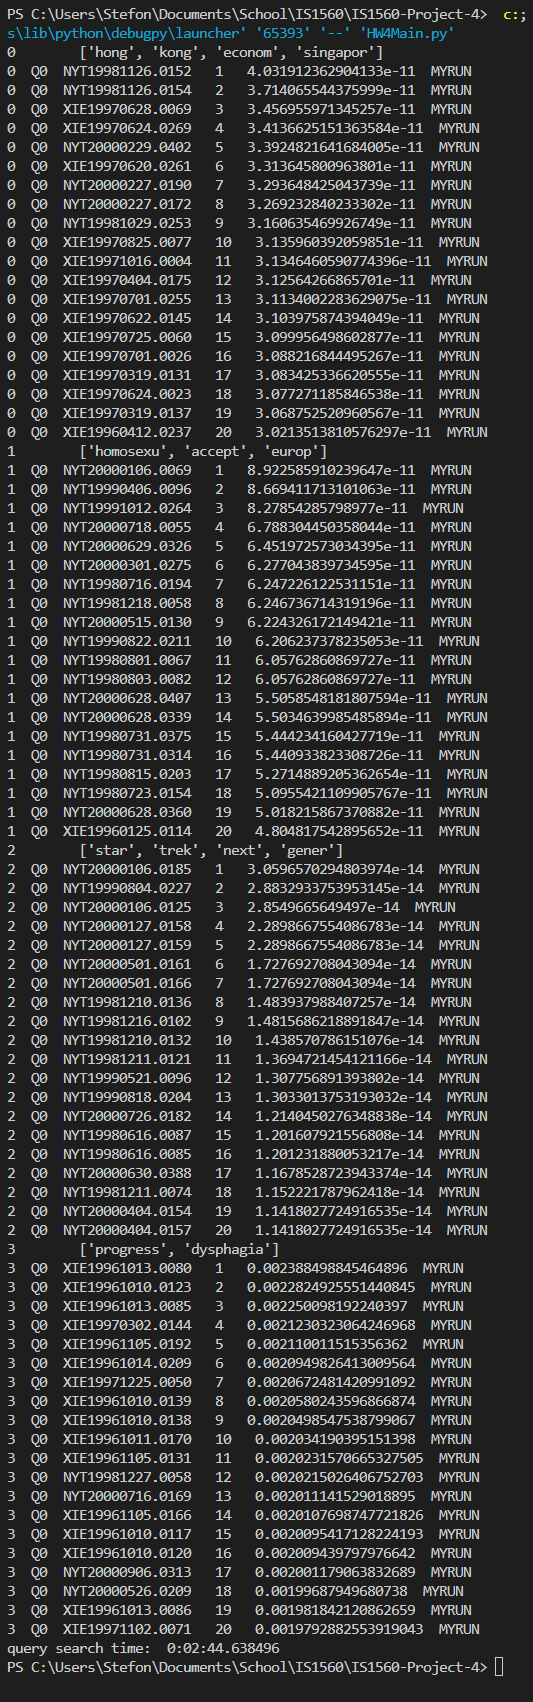 PS C:\Users\Stefon\Documents\School\IS1560\IS1560-Project-4>  c:;
s\lib\python\debugpy\launcher' '65393' '--' 'HW4Main.py'
0        ['hong', 'kong', 'econom', 'singapor']
0  Q0  NYT19981126.0152   1   4.031912362904133e-11  MYRUN
0  Q0  NYT19981126.0154   2   3.714065544375999e-11  MYRUN
0  Q0  XIE19970628.0069   3   3.456955971345257e-11  MYRUN
0  Q0  XIE19970624.0269   4   3.4136625151363584e-11  MYRUN
0  Q0  NYT20000229.0402   5   3.3924821641684005e-11  MYRUN
0  Q0  XIE19970620.0261   6   3.313645800963801e-11  MYRUN
0  Q0  NYT20000227.0190   7   3.293648425043739e-11  MYRUN
0  Q0  NYT20000227.0172   8   3.269232840233302e-11  MYRUN
0  Q0  NYT19981029.0253   9   3.160635469926749e-11  MYRUN
0  Q0  XIE19970825.0077   10   3.135960392059851e-11  MYRUN
0  Q0  XIE19971016.0004   11   3.1346460590774396e-11  MYRUN
0  Q0  XIE19970404.0175   12   3.12564266865701e-11  MYRUN
0  Q0  XIE19970701.0255   13   3.1134002283629075e-11  MYRUN
0  Q0  XIE19970622.0145   14   3.103975874394049e-11  MYRUN
0  Q0  XIE19970725.0060   15   3.099956498602877e-11  MYRUN
0  Q0  XIE19970701.0026   16   3.088216844495267e-11  MYRUN
0  Q0  XIE19970319.0131   17   3.083425336620555e-11  MYRUN
0  Q0  XIE19970624.0023   18   3.077271185846538e-11  MYRUN
0  Q0  XIE19970319.0137   19   3.068752520960567e-11  MYRUN
0  Q0  XIE19960412.0237   20   3.0213513810576297e-11  MYRUN
1        ['homosexu', 'accept', 'europ']
1  Q0  NYT20000106.0069   1   8.922585910239647e-11  MYRUN
1  Q0  NYT19990406.0096   2   8.669411713101063e-11  MYRUN
1  Q0  NYT19991012.0264   3   8.27854285798977e-11  MYRUN
1  Q0  NYT20000718.0055   4   6.788304450358044e-11  MYRUN
1  Q0  NYT20000629.0326   5   6.451972573034395e-11  MYRUN
1  Q0  NYT20000301.0275   6   6.277043839734595e-11  MYRUN
1  Q0  NYT19980716.0194   7   6.247226122531151e-11  MYRUN
1  Q0  NYT19981218.0058   8   6.246736714319196e-11  MYRUN
1  Q0  NYT20000515.0130   9   6.224326172149421e-11  MYRUN
1  Q0  NYT19990822.0211   10   6.206237378235053e-11  MYRUN
1  Q0  NYT19980801.0067   11   6.05762860869727e-11  MYRUN
1  Q0  NYT19980803.0082   12   6.05762860869727e-11  MYRUN
1  Q0  NYT20000628.0407   13   5.5058548181807594e-11  MYRUN
1  Q0  NYT20000628.0339   14   5.5034639985485894e-11  MYRUN
1  Q0  NYT19980731.0375   15   5.444234160427719e-11  MYRUN
1  Q0  NYT19980731.0314   16   5.440933823308726e-11  MYRUN
1  Q0  NYT19980815.0203   17   5.2714889205362654e-11  MYRUN
1  Q0  NYT19980723.0154   18   5.0955421109905767e-11  MYRUN
1  Q0  NYT20000628.0360   19   5.018215867370882e-11  MYRUN
1  Q0  XIE19960125.0114   20   4.804817542895652e-11  MYRUN
2        ['star', 'trek', 'next', 'gener']
2  Q0  NYT20000106.0185   1   3.0596570294803974e-14  MYRUN
2  Q0  NYT19990804.0227   2   2.8832933753953145e-14  MYRUN
2  Q0  NYT20000106.0125   3   2.8549665649497e-14  MYRUN
2  Q0  NYT20000127.0158   4   2.2898667554086783e-14  MYRUN
2  Q0  NYT20000127.0159   5   2.2898667554086783e-14  MYRUN
2  Q0  NYT20000501.0161   6   1.727692708043094e-14  MYRUN
2  Q0  NYT20000501.0166   7   1.727692708043094e-14  MYRUN
2  Q0  NYT19981210.0136   8   1.483937988407257e-14  MYRUN
2  Q0  NYT19981216.0102   9   1.4815686218891847e-14  MYRUN
2  Q0  NYT19981210.0132   10   1.438570786151076e-14  MYRUN
2  Q0  NYT19981211.0121   11   1.3694721454121166e-14  MYRUN
2  Q0  NYT19990521.0096   12   1.307756891393802e-14  MYRUN
2  Q0  NYT19990818.0204   13   1.3033013753193032e-14  MYRUN
2  Q0  NYT20000726.0182   14   1.2140450276348838e-14  MYRUN
2  Q0  NYT19980616.0087   15   1.201607921556808e-14  MYRUN
2  Q0  NYT19980616.0085   16   1.201231880053217e-14  MYRUN
2  Q0  NYT20000630.0388   17   1.1678528723943374e-14  MYRUN
2  Q0  NYT19981211.0074   18   1.152221787962418e-14  MYRUN
2  Q0  NYT20000404.0154   19   1.1418027724916535e-14  MYRUN
2  Q0  NYT20000404.0157   20   1.1418027724916535e-14  MYRUN
3        ['progress', 'dysphagia']
3  Q0  XIE19961013.0080   1   0.002388498845464896  MYRUN
3  Q0  XIE19961010.0123   2   0.0022824925551440845  MYRUN
3  Q0  XIE19961013.0085   3   0.002250098192240397  MYRUN
3  Q0  XIE19970302.0144   4   0.0021230323064246968  MYRUN
3  Q0  XIE19961105.0192   5   0.002110011515356362  MYRUN
3  Q0  XIE19961014.0209   6   0.0020949826413009564  MYRUN
3  Q0  XIE19971225.0050   7   0.0020672481420991092  MYRUN
3  Q0  XIE19961010.0139   8   0.0020580243596866874  MYRUN
3  Q0  XIE19961010.0138   9   0.0020498547538799067  MYRUN
3  Q0  XIE19961011.0170   10   0.002034190395151398  MYRUN
3  Q0  XIE19961105.0131   11   0.0020231570665327505  MYRUN
3  Q0  NYT19981227.0058   12   0.0020215026406752703  MYRUN
3  Q0  NYT20000716.0169   13   0.002011141529018895  MYRUN
3  Q0  XIE19961105.0166   14   0.0020107698747721826  MYRUN
3  Q0  XIE19961010.0117   15   0.0020095417128224193  MYRUN
3  Q0  XIE19961010.0120   16   0.002009439797976642  MYRUN
3  Q0  NYT20000906.0313   17   0.002001179063832689  MYRUN
3  Q0  NYT20000526.0209   18   0.00199687949680738  MYRUN
3  Q0  XIE19961013.0086   19   0.001981842120862659  MYRUN
3  Q0  XIE19971102.0071   20   0.0019792882553919043  MYRUN
query search time:  0:02:44.638496
PS C:\Users\Stefon\Documents\School\IS1560\IS1560-Project-4>